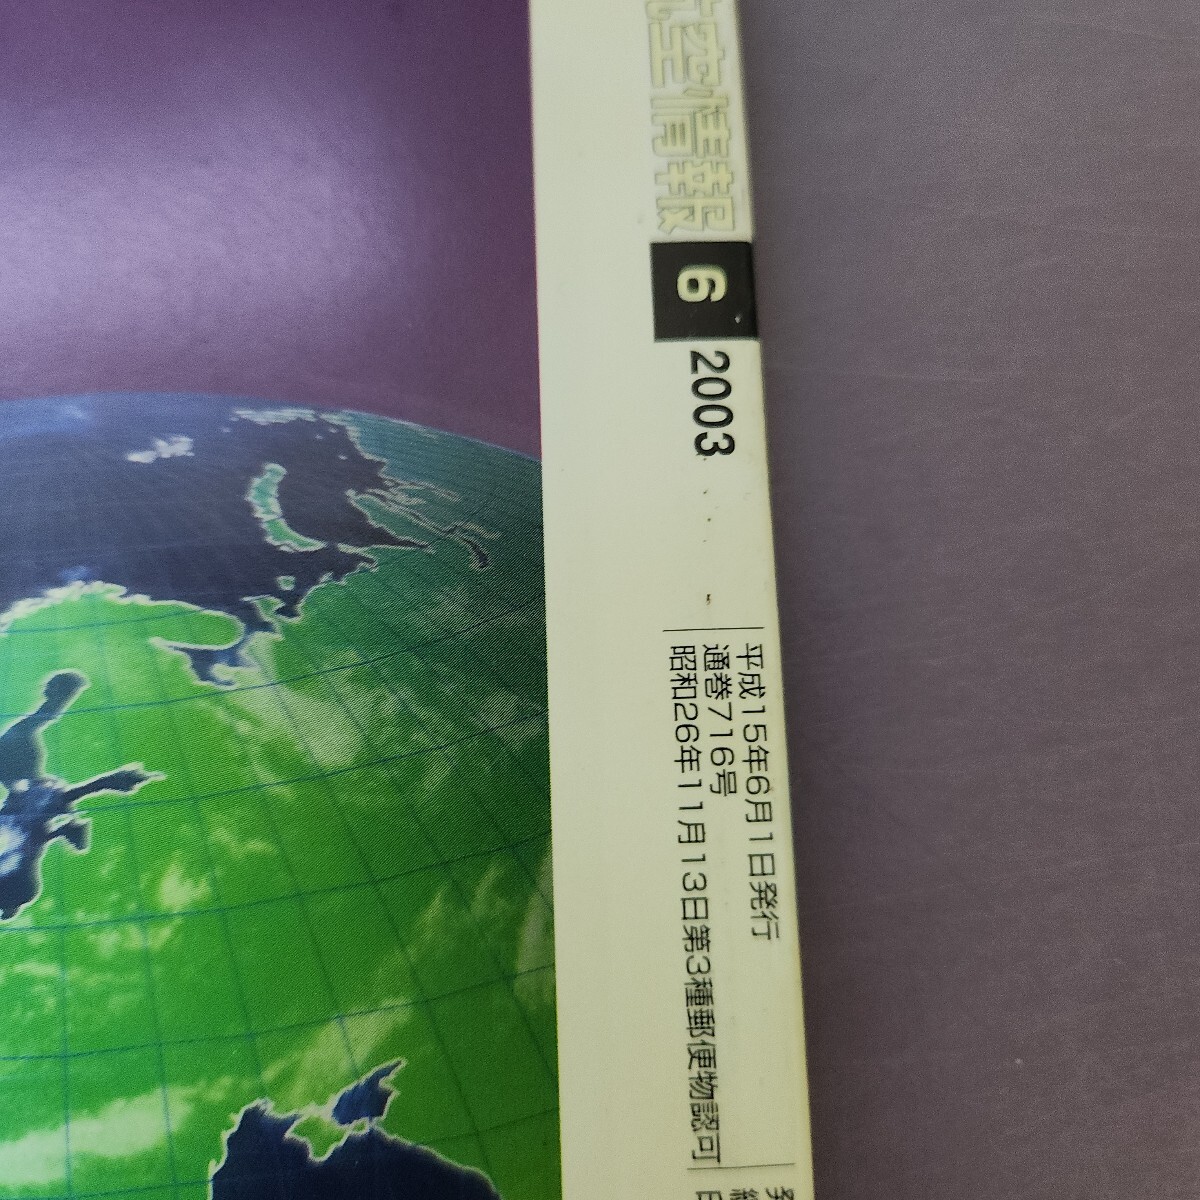 空情報
6
2003
平成15年6月1日発行
通巻716号
昭和26年11月13日第3種郵便物認可